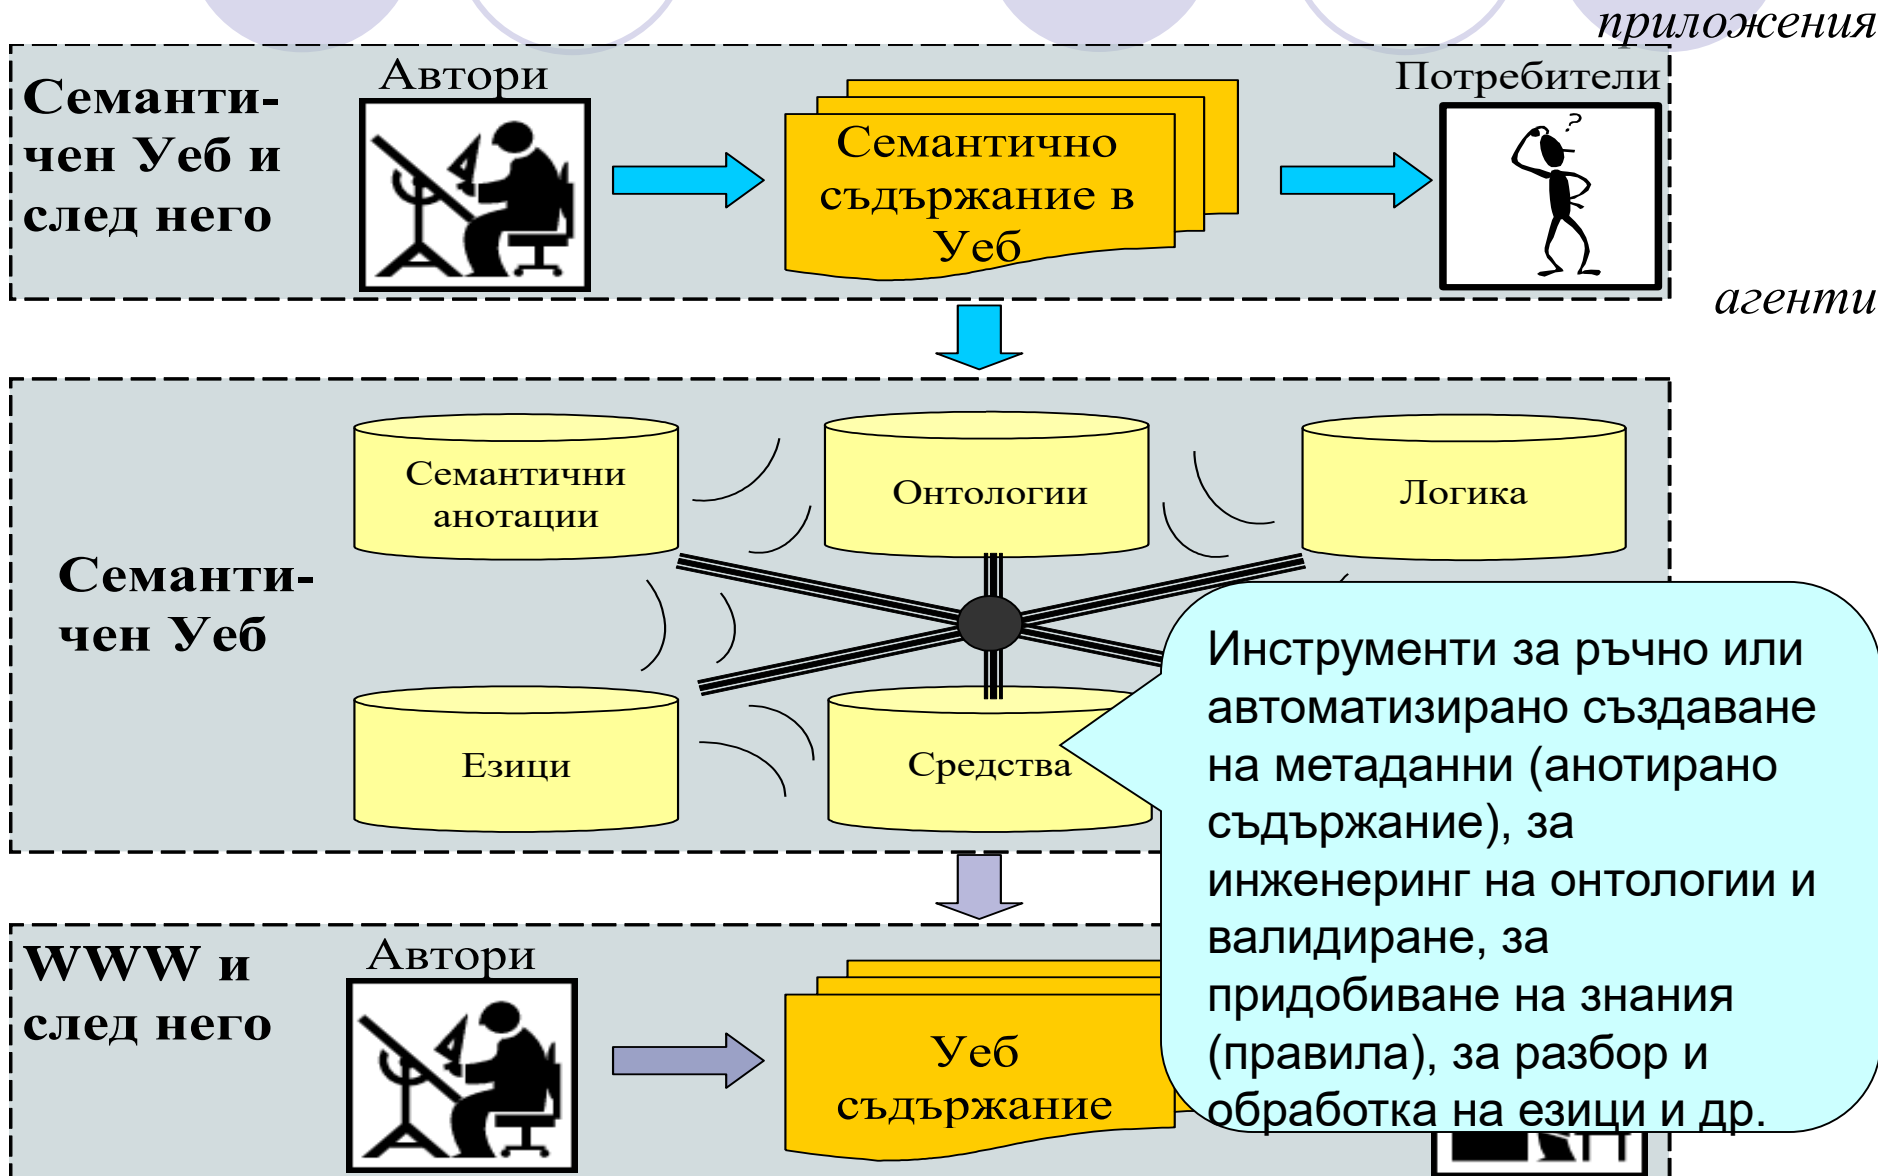 приложения
Автори
Потребители
Семанти-
чен Уеб и
след него
Семантично
съдържание в
Уеб
?
агенти
Семантични
анотации
Онтологии
Логика
Семанти-
чен Уеб
Езици
Средства
Инструменти за ръчно или
автоматизирано създаване
на метаданни (анотирано
съдържание), за
инженеринг на онтологии и
валидиране, за
придобиване на знания
(правила), за разбор и
обработка на езици и др.
WWW и
след него
Автори
Уеб
съдържание